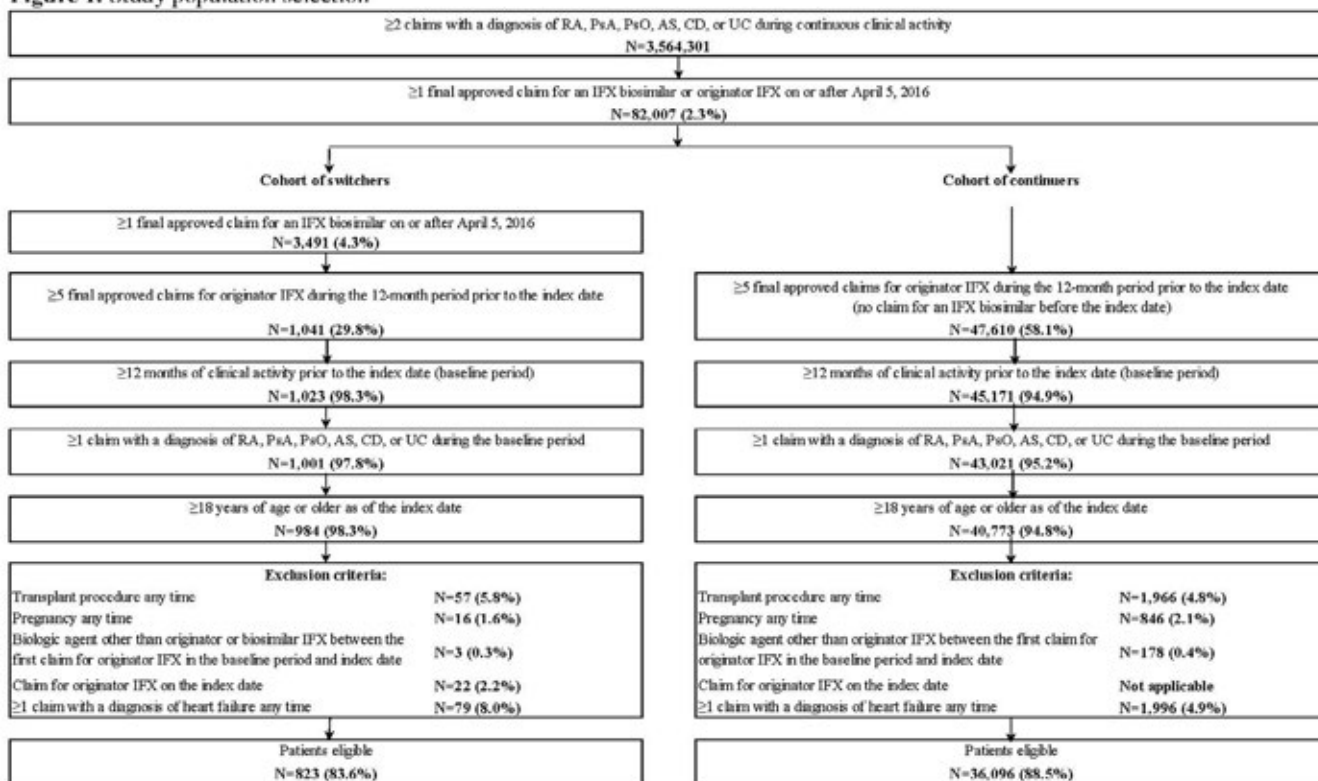 Figure 1. Study population selection
≥2 claims with a diagnosis of RA, PsA, PsO, AS, CD, or UC during continuous clinical activity
N=3,564,301
≥1 final approved claim for an IFX biosimilar or originator IFX on or after April 5, 2016
N=82,007 (2.3%)
Cohort of switchers
≥1 final approved claim for an IFX biosimilar on or after April 5, 2016
N=3,491 (4.3%)
≥5 final approved claims for originator IFX during the 12-month period prior to the index date
N=1,041 (29.8%)
≥12 months of clinical activity prior to the index date (baseline period)
N=1,023 (98.3%)
≥1 claim with a diagnosis of RA, PsA, PsO, AS, CD, or UC during the baseline period
N=1,001 (97.8%)
≥18 years of age or older as of the index date
N=984 (98.3%)
Exclusion criteria:
Transplant procedure any time N=57 (5.8%)
Pregnancy any time N=16 (1.6%)
Biologic agent other than originator or biosimilar IFX between the
first claim for originator IFX in the baseline period and index date N=3 (0.3%)
Claim for originator IFX on the index date N=22 (2.2%)
≥1 claim with a diagnosis of heart failure any time N=79 (8.0%)
Patients eligible
N=823 (83.6%)
Cohort of continuers
≥5 final approved claims for originator IFX during the 12-month period prior to the index date
(no claim for an IFX biosimilar before the index date)
N=47,610 (58.1%)
≥12 months of clinical activity prior to the index date (baseline period)
N=45,171 (94.9%)
≥1 claim with a diagnosis of RA, PsA, PsO, AS, CD, or UC during the baseline period
N=43,021 (95.2%)
≥18 years of age or older as of the index date
N=40,773 (94.8%)
Exclusion criteria:
Transplant procedure any time N=1,966 (4.8%)
Pregnancy any time N=846 (2.1%)
Biologic agent other than originator IFX between the first claim for
originator IFX in the baseline period and index date N=178 (0.4%)
Claim for originator IFX on the index date Not applicable
≥1 claim with a diagnosis of heart failure any time N=1,996 (4.9%)
Patients eligible
N=36,096 (88.5%)